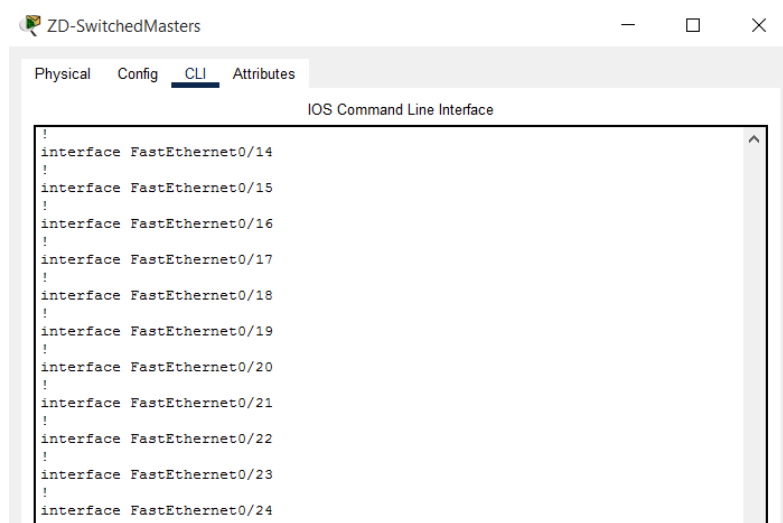 ZD-SwitchedMasters
Physical Config CLI Attributes
IOS Command Line Interface
!
interface FastEthernet0/14
!
interface FastEthernet0/15
!
interface FastEthernet0/16
!
interface FastEthernet0/17
!
interface FastEthernet0/18
!
interface FastEthernet0/19
!
interface FastEthernet0/20
!
interface FastEthernet0/21
!
interface FastEthernet0/22
!
interface FastEthernet0/23
!
interface FastEthernet0/24